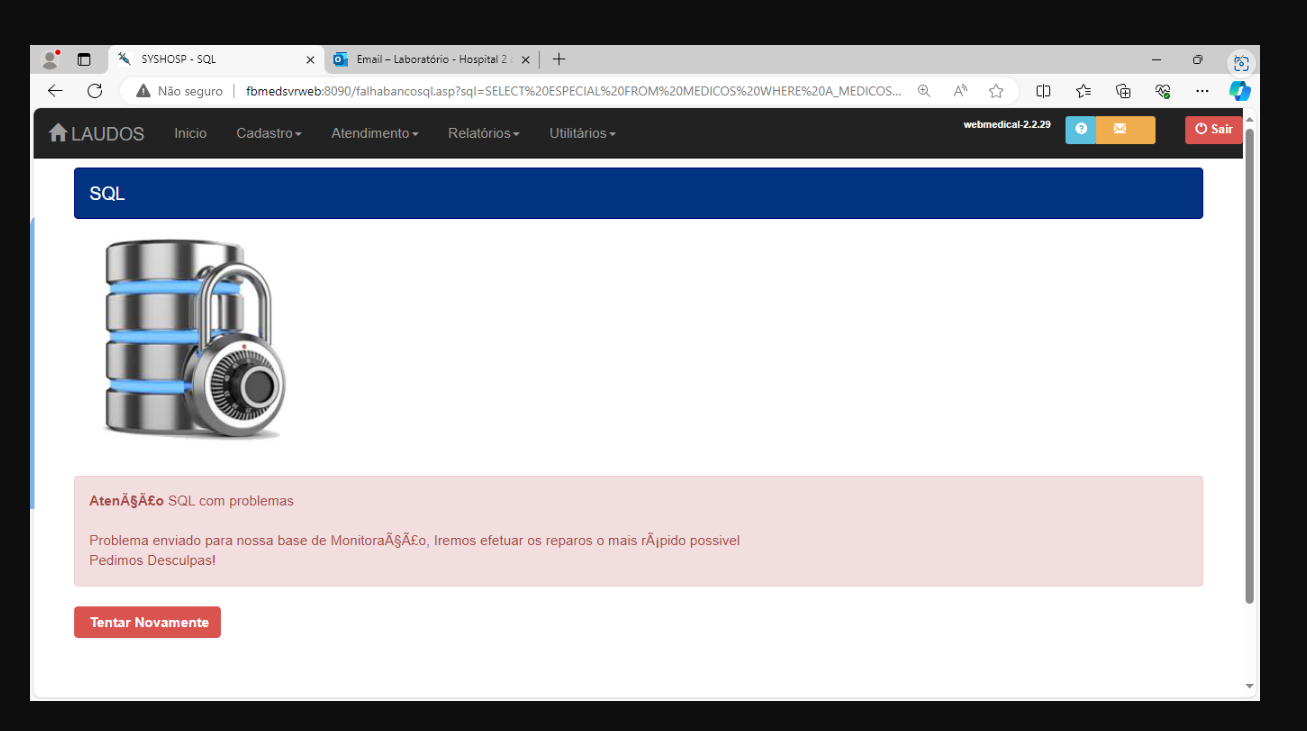 SYSHOSP - SQL
Email – Laboratório - Hospital 2
Não seguro | fbmedsvrweb:8090/falhabancosql.asp?sql=SELECT%20ESPECIAL%20FROM%20MEDICOS%20WHERE%20A_MEDICOS...
LAUDOS Inicio Cadastro Atendimento Relatórios Utilitários webmedical-2.2.29 Sair
SQL
AtenÃ§Ã£o SQL com problemas
Problema enviado para nossa base de MonitoraÃ§Ã£o, Iremos efetuar os reparos o mais rÃ¡pido possivel
Pedimos Desculpas!
Tentar Novamente